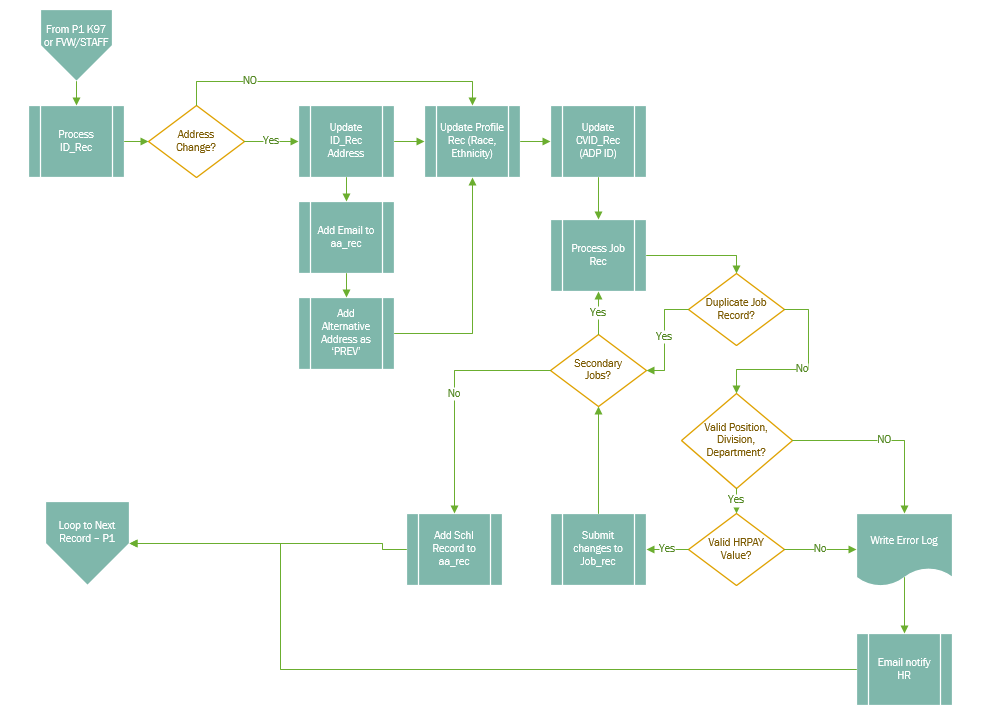 From P1 K97
or FVW/STAFF
NO
Process
ID_Rec
Address
Change?
Yes
Update
ID_Rec
Address
Update Profile
Rec (Race,
Ethnicity)
Update
CVID_Rec
(ADP ID)
Add Email to
aa_rec
Process Job
Rec
Add
Alternative
Address as
‘PREV’
Duplicate Job
Record?
Yes
Yes
Secondary
Jobs?
No
No
Valid Position,
Division,
Department?
NO
Yes
Loop to Next
Record – P1
Add Schl
Record to
aa_rec
Submit
changes to
Job_rec
Yes
Valid HRPAY
Value?
No
Write Error Log
Email notify
HR